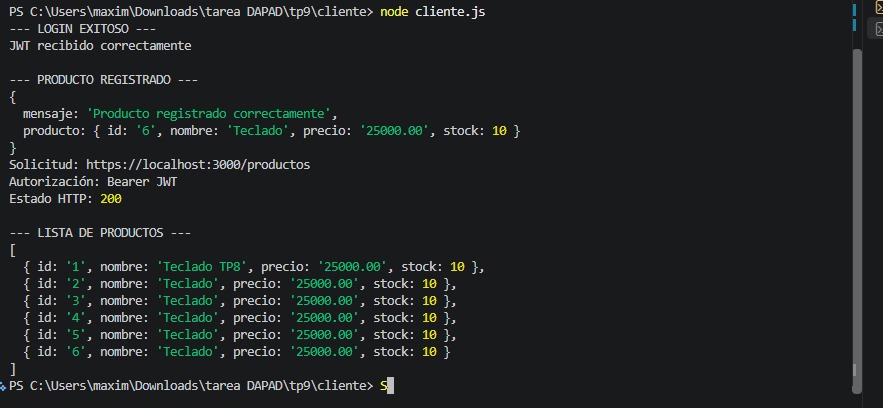 PS C:\Users\maxim\Downloads\tarea DAPAD\tp9\cliente> node cliente.js
--- LOGIN EXITOSO ---
JWT recibido correctamente
--- PRODUCTO REGISTRADO ---
{
  mensaje: 'Producto registrado correctamente',
  producto: { id: '6', nombre: 'Teclado', precio: '25000.00', stock: 10 }
}
Solicitud: https://localhost:3000/productos
Autorización: Bearer JWT
Estado HTTP: 200
--- LISTA DE PRODUCTOS ---
[
  { id: '1', nombre: 'Teclado TP8', precio: '25000.00', stock: 10 },
  { id: '2', nombre: 'Teclado', precio: '25000.00', stock: 10 },
  { id: '3', nombre: 'Teclado', precio: '25000.00', stock: 10 },
  { id: '4', nombre: 'Teclado', precio: '25000.00', stock: 10 },
  { id: '5', nombre: 'Teclado', precio: '25000.00', stock: 10 },
  { id: '6', nombre: 'Teclado', precio: '25000.00', stock: 10 }
]
PS C:\Users\maxim\Downloads\tarea DAPAD\tp9\cliente> S